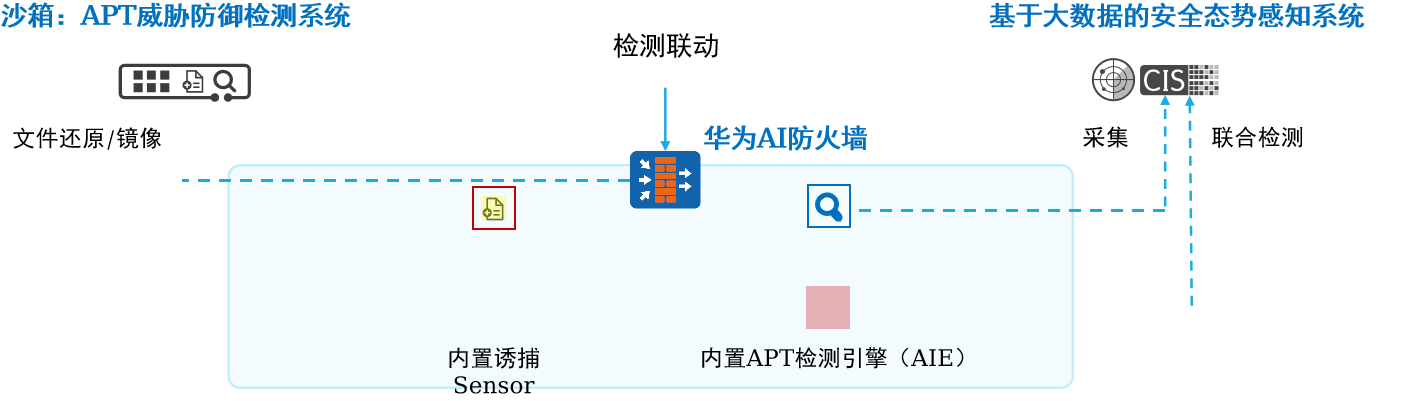 沙箱：APT威胁防御检测系统
基于大数据的安全态势感知系统
检测联动
CIS
文件还原/镜像
华为AI防火墙
采集
联合检测
内置诱捕
Sensor
内置APT检测引擎（AIE）